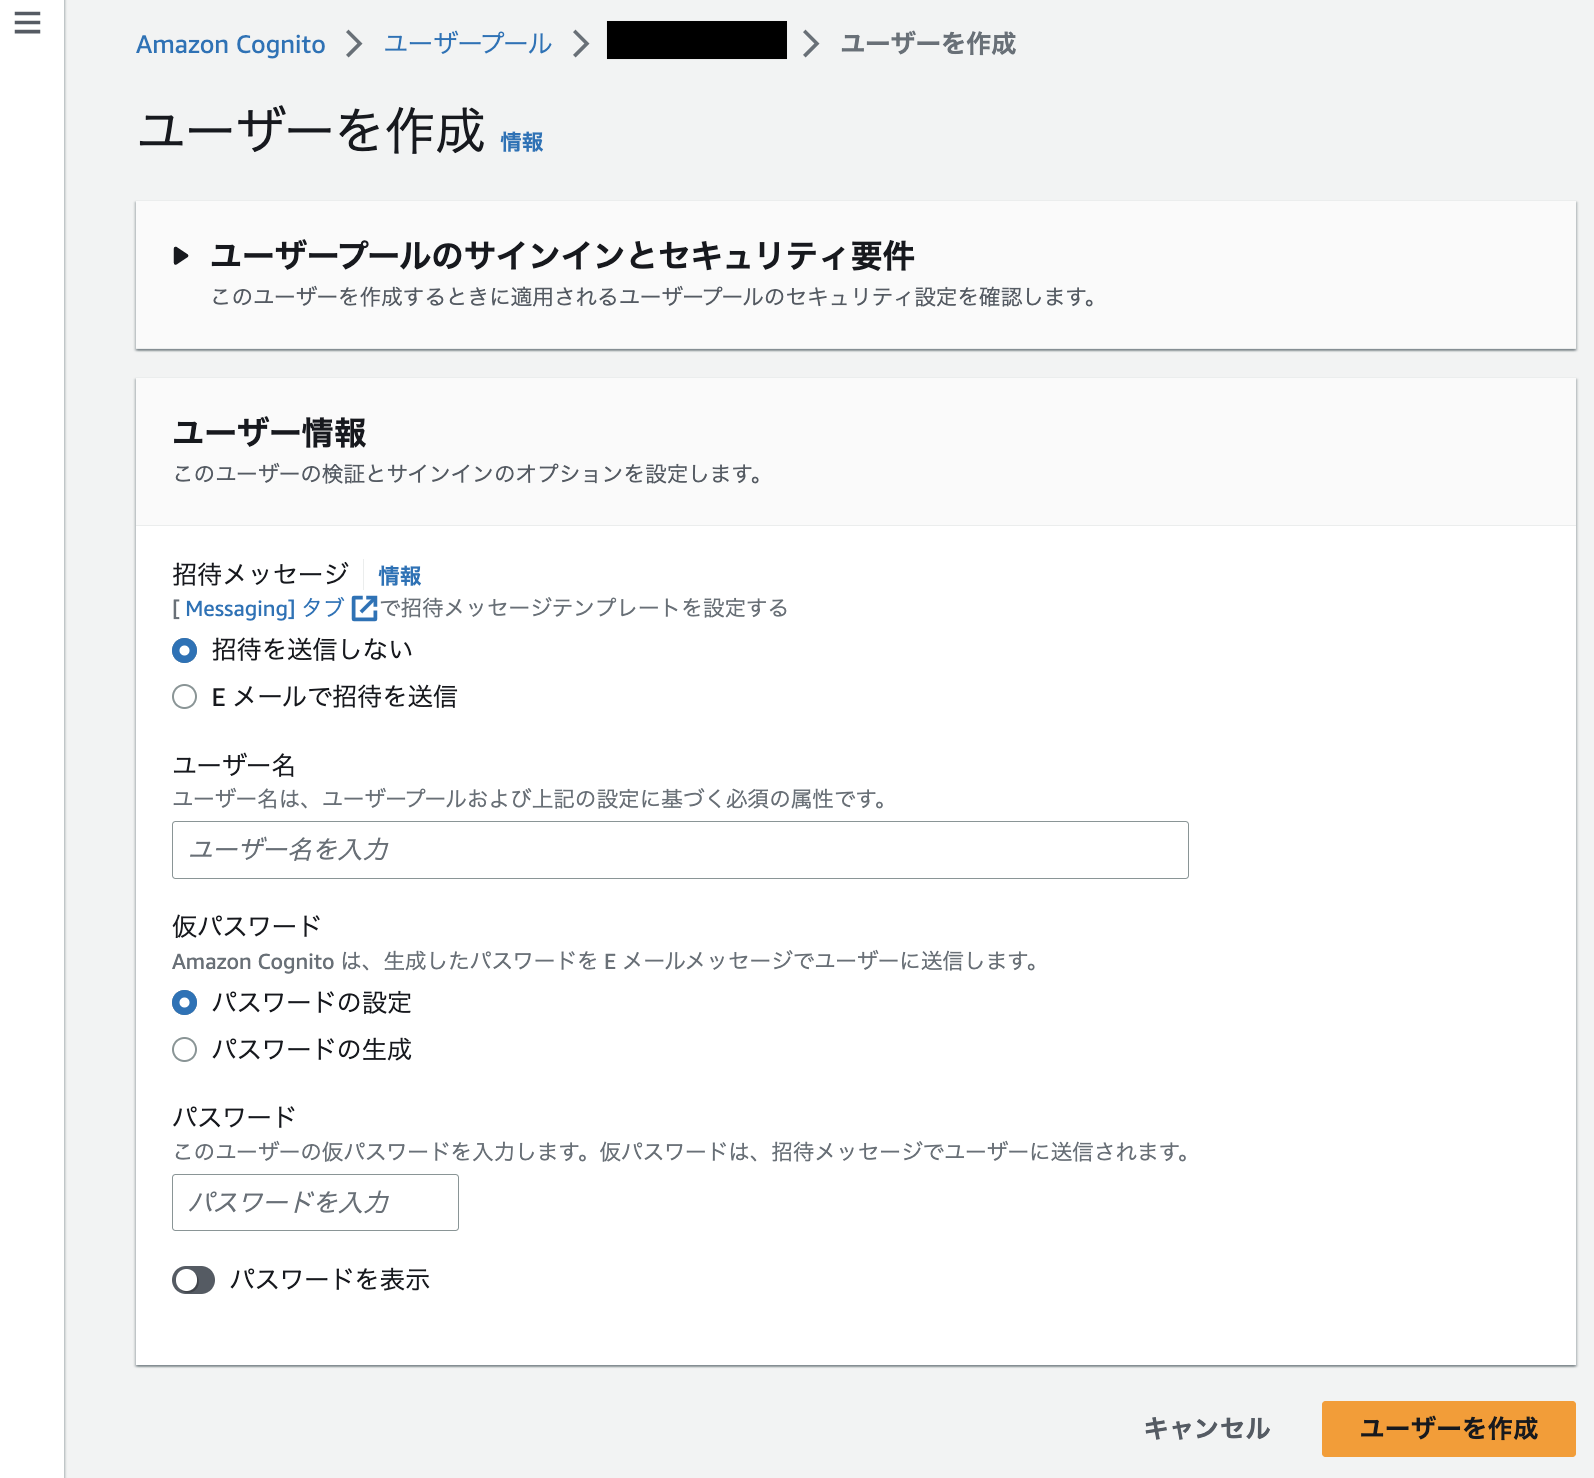 Amazon Cognito > ユーザープール > > ユーザーを作成
ユーザーを作成 情報
ユーザープールのサインインとセキュリティ要件
このユーザーを作成するときに適用されるユーザープールのセキュリティ設定を確認します。
ユーザー情報
このユーザーの検証とサインインのオプションを設定します。
招待メッセージ 情報
[ Messaging] タブ で招待メッセージテンプレートを設定する
招待を送信しない
E メールで招待を送信
ユーザー名
ユーザー名は、ユーザープールおよび上記の設定に基づく必須の属性です。
ユーザー名を入力
仮パスワード
Amazon Cognito は、生成したパスワードを E メールメッセージでユーザーに送信します。
パスワードの設定
パスワードの生成
パスワード
このユーザーの仮パスワードを入力します。仮パスワードは、招待メッセージでユーザーに送信されます。
パスワードを入力
パスワードを表示
キャンセル ユーザーを作成